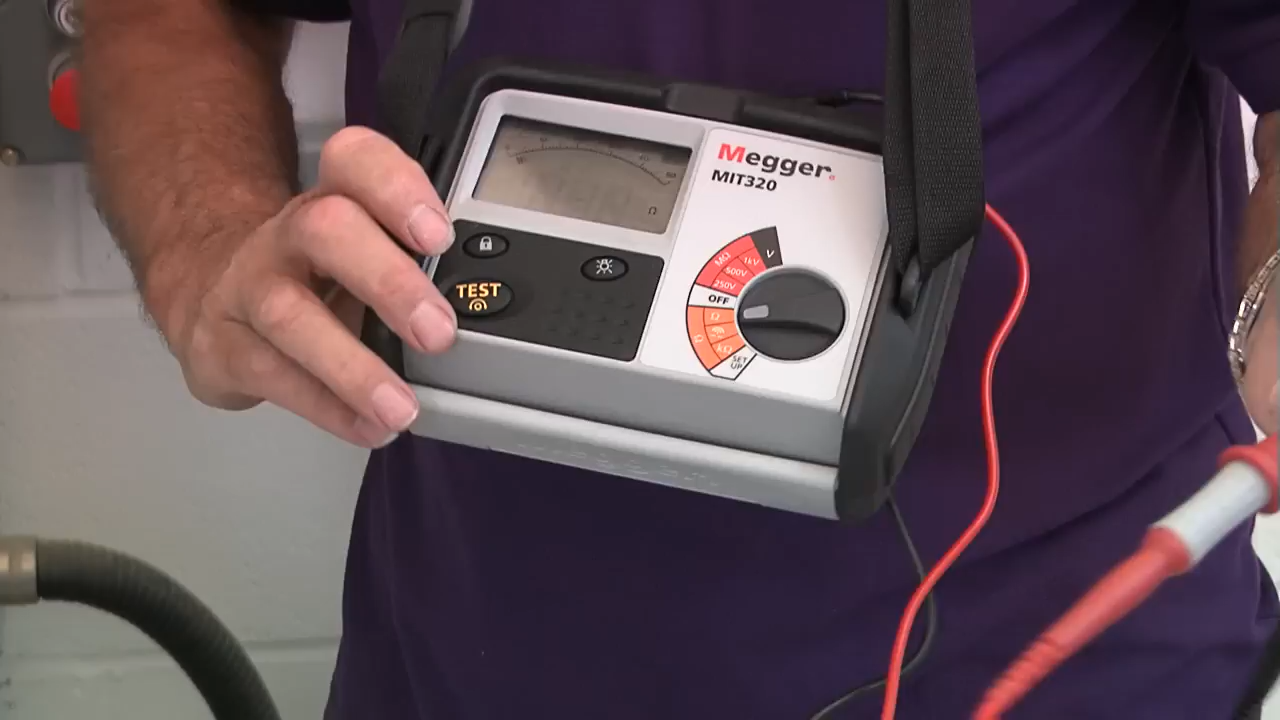 Megger
MIT320
Ω
V
1kV
MΩ
500V
250V
TEST
OFF
Ω
Ω
kΩ
SET
UP